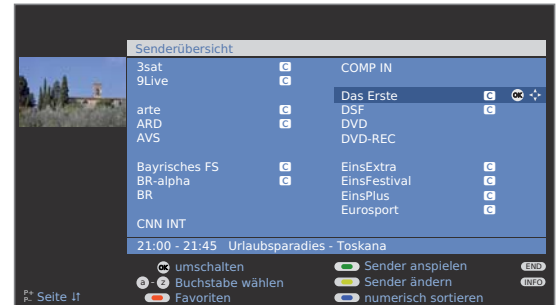 Senderübersicht
3sat C COMP IN
9Live C
Das Erste C OK
arte C DSF C
ARD C DVD
AVS DVD-REC
Bayrisches FS C EinsExtra C
BR-alpha C EinsFestival C
BR EinsPlus C
Eurosport C
CNN INT
21:00 - 21:45 Urlaubsparadies - Toskana
OK umschalten Sender anspielen END
a - z Buchstabe wählen Sender ändern INFO
P+ P- Seite ↓↑ Favoriten numerisch sortieren